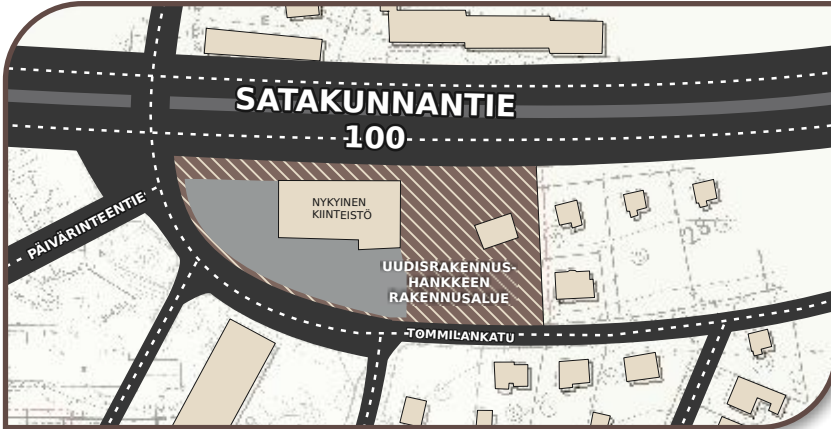 SATAKUNNANTIE
100
NYKYINEN
KIINTEISTÖ
PÄIVÄRINTEENTIE
UUDISRAKENNUS-
HANKKEEN
RAKENNUSALUE
TOMMILANKATU